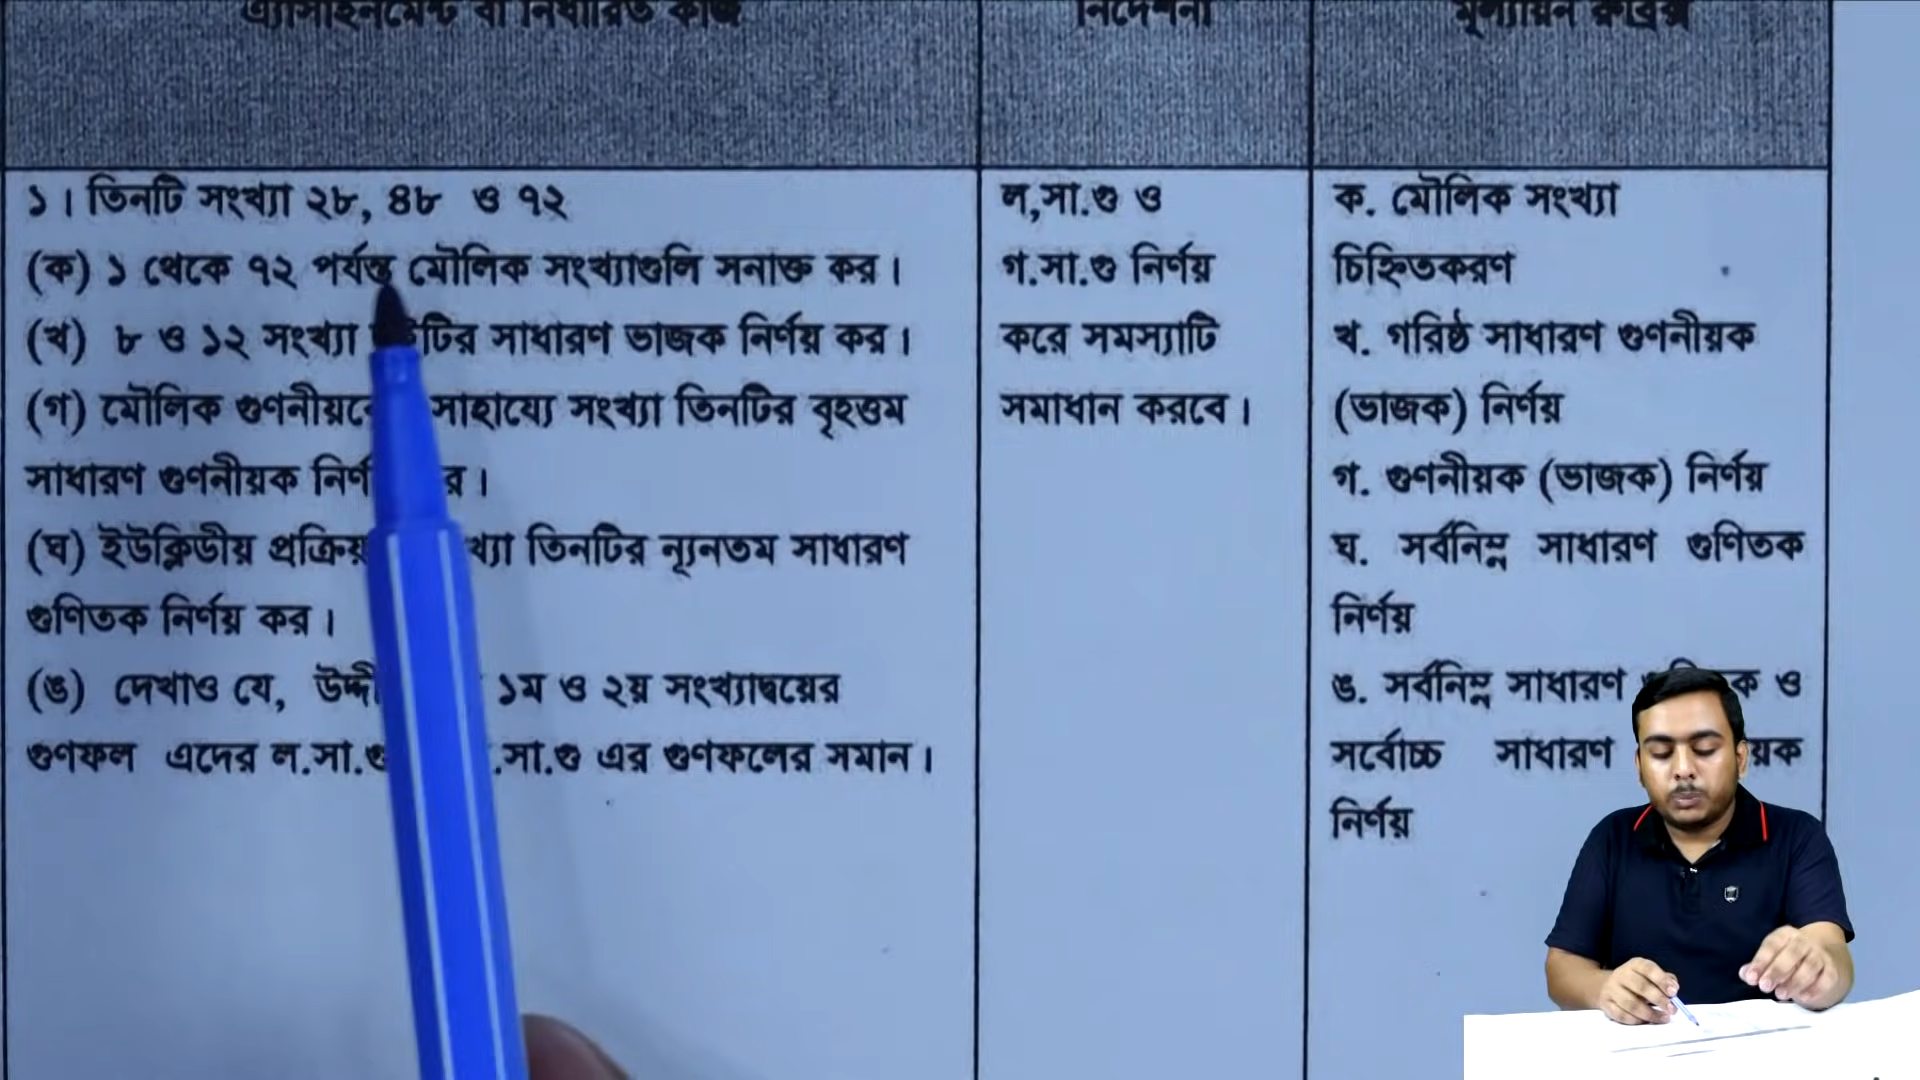 এ্যাসাইনমেন্ট বা নির্ধারিত কাজ
নির্দেশনা
মূল্যায়ন রুব্রিক্স
১। তিনটি সংখ্যা ২৮, ৪৮ ও ৭২
(ক) ১ থেকে ৭২ পর্যন্ত মৌলিক সংখ্যাগুলি সনাক্ত কর।
(খ) ৮ ও ১২ সংখ্যা টির সাধারণ ভাজক নির্ণয় কর।
(গ) মৌলিক সাহায্যে সংখ্যা তিনটির বৃহত্তম
সাধারণ গুণনীয়ক
(ঘ) ইউক্লিডীয় তিনটির ন্যূনতম সাধারণ
গুণিতক নির্ণয় কর।
(ঙ) দেখাও যে, ১ম ও ২য় সংখ্যাদ্বয়ের
গুণফল এদের এর গুণফলের সমান।
ল,সা.গু ও
গ.সা.গু নির্ণয়
করে সমস্যাটি
সমাধান করবে।
ক. মৌলিক সংখ্যা
চিহ্নিতকরণ
খ. গরিষ্ঠ সাধারণ গুণনীয়ক
(ভাজক) নির্ণয়
গ. গুণনীয়ক (ভাজক) নির্ণয়
ঘ. সর্বনিম্ন সাধারণ গুণিতক
নির্ণয়
ঙ. সর্বনিম্ন সাধারণ ও
সর্বোচ্চ সাধারণ
নির্ণয়